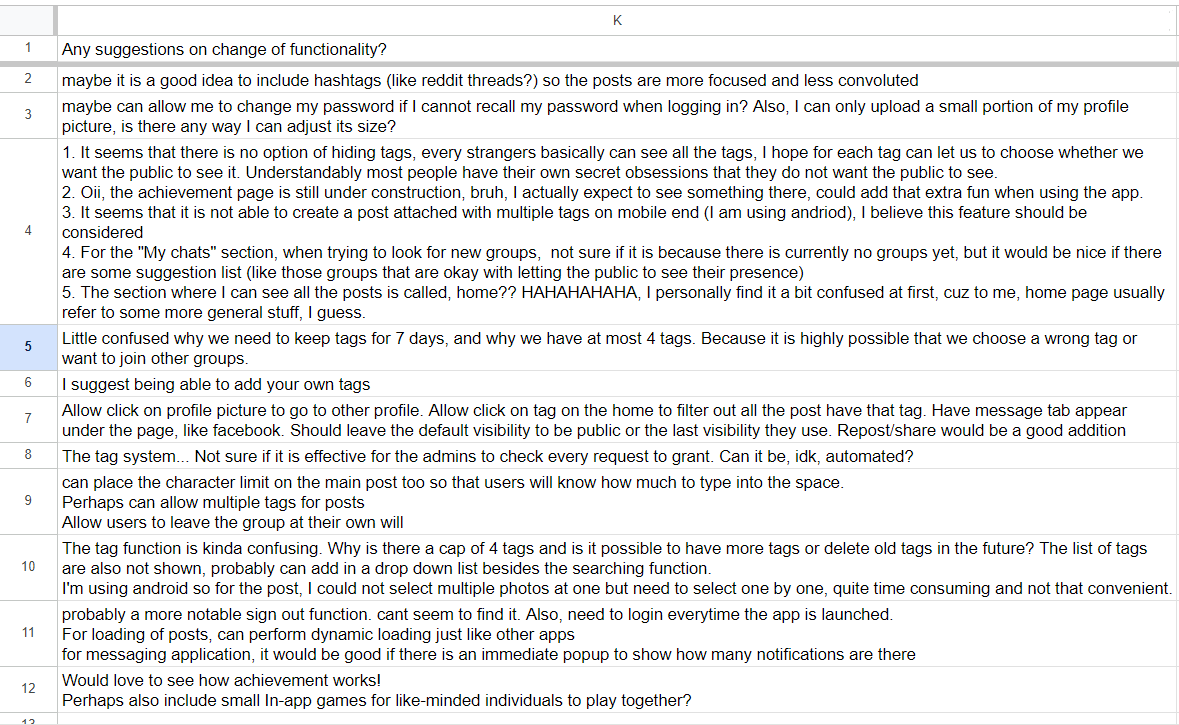 K
1
Any suggestions on change of functionality?
2
maybe it is a good idea to include hashtags (like reddit threads?) so the posts are more focused and less convoluted
3
maybe can allow me to change my password if I cannot recall my password when logging in? Also, I can only upload a small portion of my profile
picture, is there any way I can adjust its size?
4
1. It seems that there is no option of hiding tags, every strangers basically can see all the tags, I hope for each tag can let us to choose whether we
want the public to see it. Understandably most people have their own secret obsessions that they do not want the public to see.
2. Oii, the achievement page is still under construction, bruh, I actually expect to see something there, could add that extra fun when using the app.
3. It seems that it is not able to create a post attached with multiple tags on mobile end (I am using andriod), I believe this feature should be
considered
4. For the "My chats" section, when trying to look for new groups,  not sure if it is because there is currently no groups yet, but it would be nice if there
are some suggestion list (like those groups that are okay with letting the public to see their presence)
5. The section where I can see all the posts is called, home?? HAHAHAHAHA, I personally find it a bit confused at first, cuz to me, home page usually
refer to some more general stuff, I guess.
5
Little confused why we need to keep tags for 7 days, and why we have at most 4 tags. Because it is highly possible that we choose a wrong tag or
want to join other groups.
6
I suggest being able to add your own tags
7
Allow click on profile picture to go to other profile. Allow click on tag on the home to filter out all the post have that tag. Have message tab appear
under the page, like facebook. Should leave the default visibility to be public or the last visibility they use. Repost/share would be a good addition
8
The tag system... Not sure if it is effective for the admins to check every request to grant. Can it be, idk, automated?
9
can place the character limit on the main post too so that users will know how much to type into the space.
Perhaps can allow multiple tags for posts
Allow users to leave the group at their own will
10
The tag function is kinda confusing. Why is there a cap of 4 tags and is it possible to have more tags or delete old tags in the future? The list of tags
are also not shown, probably can add in a drop down list besides the searching function.
I'm using android so for the post, I could not select multiple photos at one but need to select one by one, quite time consuming and not that convenient.
11
probably a more notable sign out function. cant seem to find it. Also, need to login everytime the app is launched.
For loading of posts, can perform dynamic loading just like other apps
for messaging application, it would be good if there is an immediate popup to show how many notifications are there
12
Would love to see how achievement works!
Perhaps also include small In-app games for like-minded individuals to play together?
13